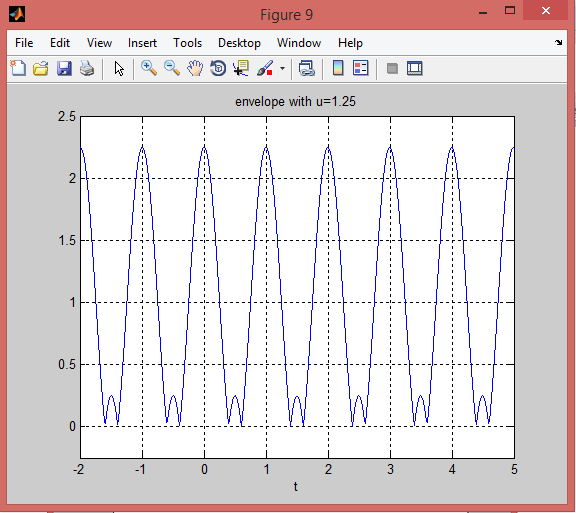 Figure 9
File Edit View Insert Tools Desktop Window Help
envelope with u=1.25
2.5
2
1.5
1
0.5
0
-2 -1 0 1 2 3 4 5
t